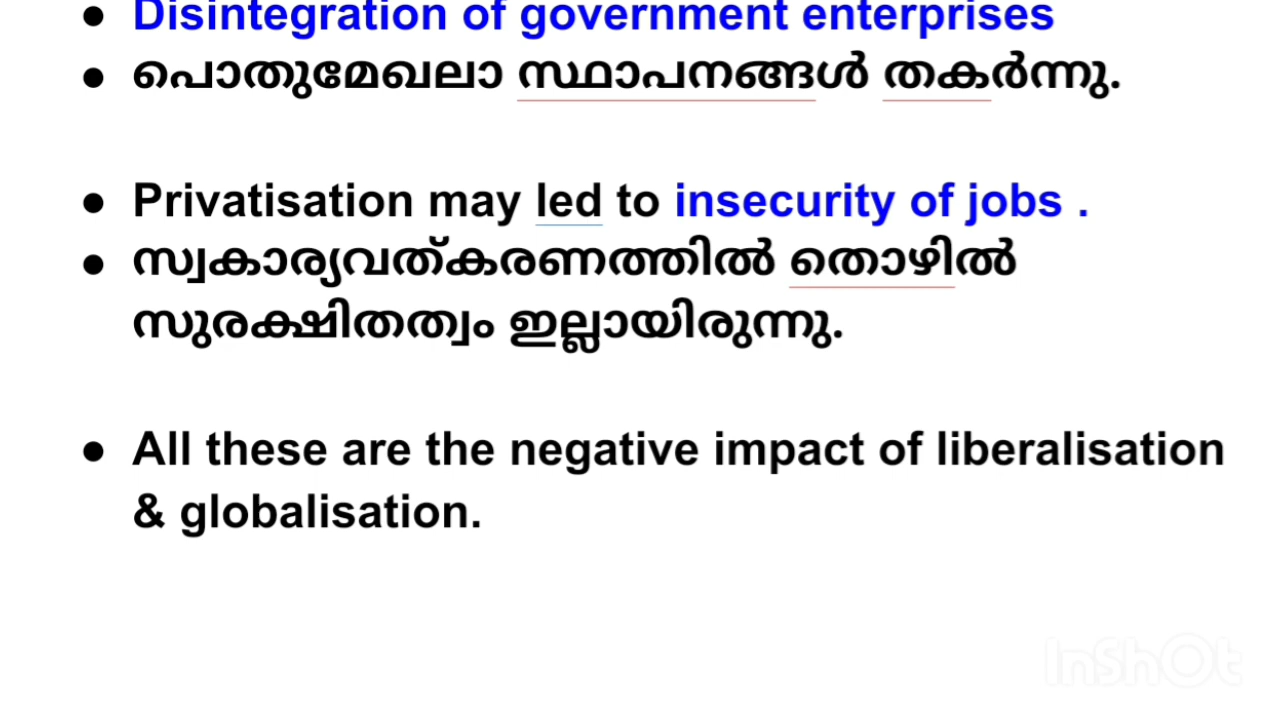 ● Disintegration of government enterprises
● പൊതുമേഖലാ സ്ഥാപനങ്ങൾ തകർന്നു.
● Privatisation may led to insecurity of jobs .
● സ്വകാര്യവത്കരണത്തിൽ തൊഴിൽ
സുരക്ഷിതത്വം ഇല്ലായിരുന്നു.
● All these are the negative impact of liberalisation
& globalisation.
InShOt